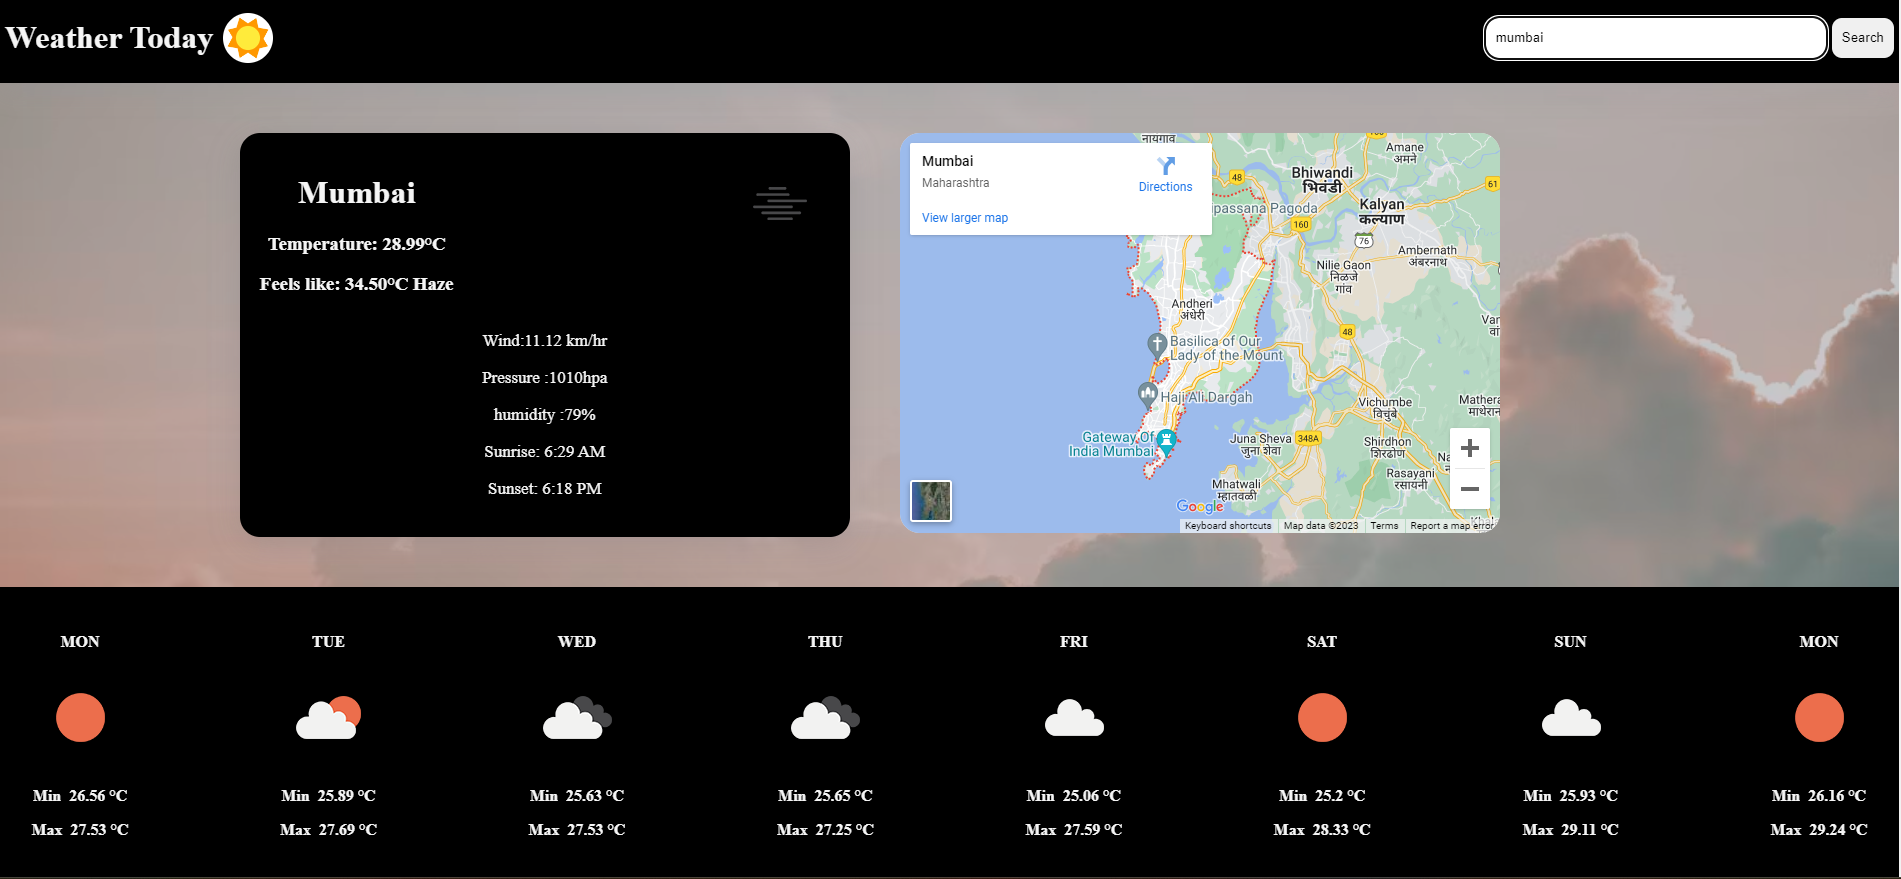 Weather Today
mumbai
Search
Mumbai
Temperature: 28.99°C
Feels like: 34.50°C Haze
Wind:11.12 km/hr
Pressure :1010hpa
humidity :79%
Sunrise: 6:29 AM
Sunset: 6:18 PM
Mumbai
Maharashtra
Directions
View larger map
नायगाव
Amane
अमने
48
Bhiwandi
भिवंडी
61
ipassana Pagoda
Kalyan
कल्याण
160
76
Ambernath
अंबरनाथ
Nilje Gaon
निळजे
गांव
Andheri
अंधेरी
48
Basilica of Our
Lady of the Mount
Haji Ali Dargah
Vichumbe
विचुंबे
Mathera
माथेरान
Gateway Of
India Mumbai
Juna Sheva
जुना शेवा
348A
Shirdhon
शिरढोण
Rasayani
रसायनी
Mhatwali
म्हातवळी
Google
Keyboard shortcuts
Map data ©2023
Terms
Report a map error
MON TUE WED THU FRI SAT SUN MON
Min 26.56 °C Min 25.89 °C Min 25.63 °C Min 25.65 °C Min 25.06 °C Min 25.2 °C Min 25.93 °C Min 26.16 °C
Max 27.53 °C Max 27.69 °C Max 27.53 °C Max 27.25 °C Max 27.59 °C Max 28.33 °C Max 29.11 °C Max 29.24 °C